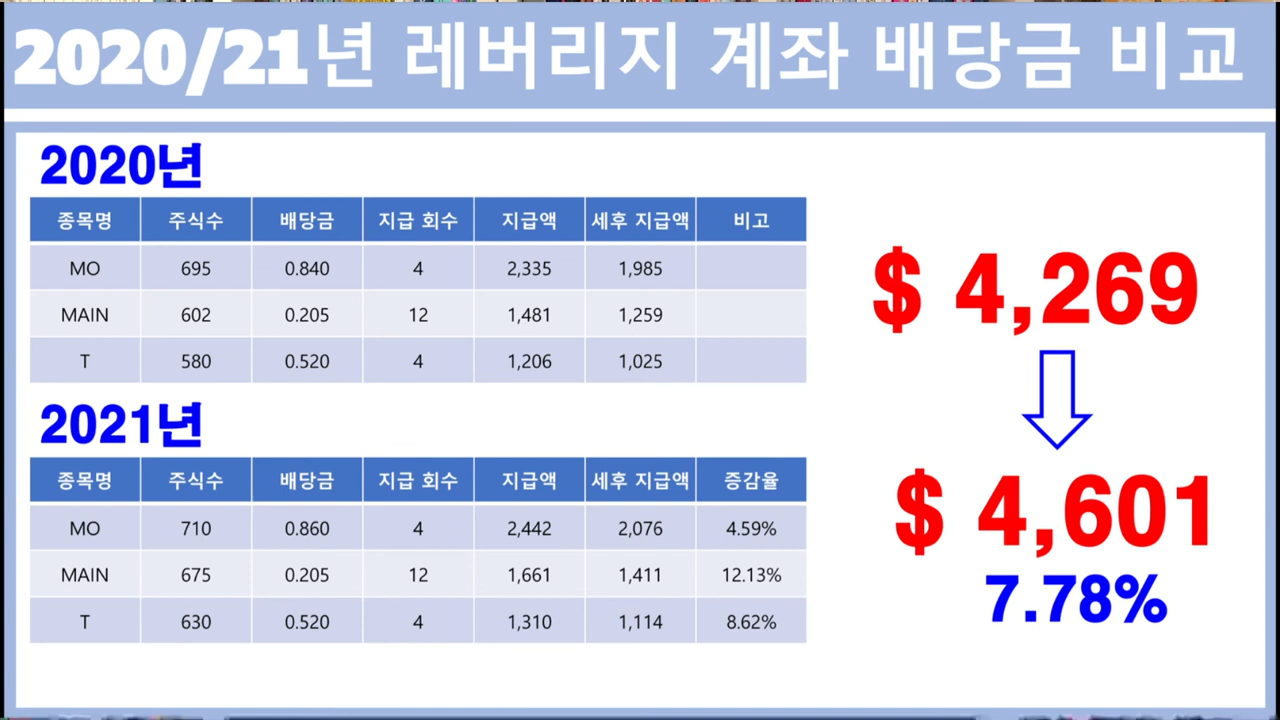 2020/21년 레버리지 계좌 배당금 비교
2020년
종목명 주식수 배당금 지급 회수 지급액 세후 지급액 비고
MO 695 0.840 4 2,335 1,985
MAIN 602 0.205 12 1,481 1,259
T 580 0.520 4 1,206 1,025
$ 4,269
2021년
종목명 주식수 배당금 지급 회수 지급액 세후 지급액 증감율
MO 710 0.860 4 2,442 2,076 4.59%
MAIN 675 0.205 12 1,661 1,411 12.13%
T 630 0.520 4 1,310 1,114 8.62%
$ 4,601
7.78%